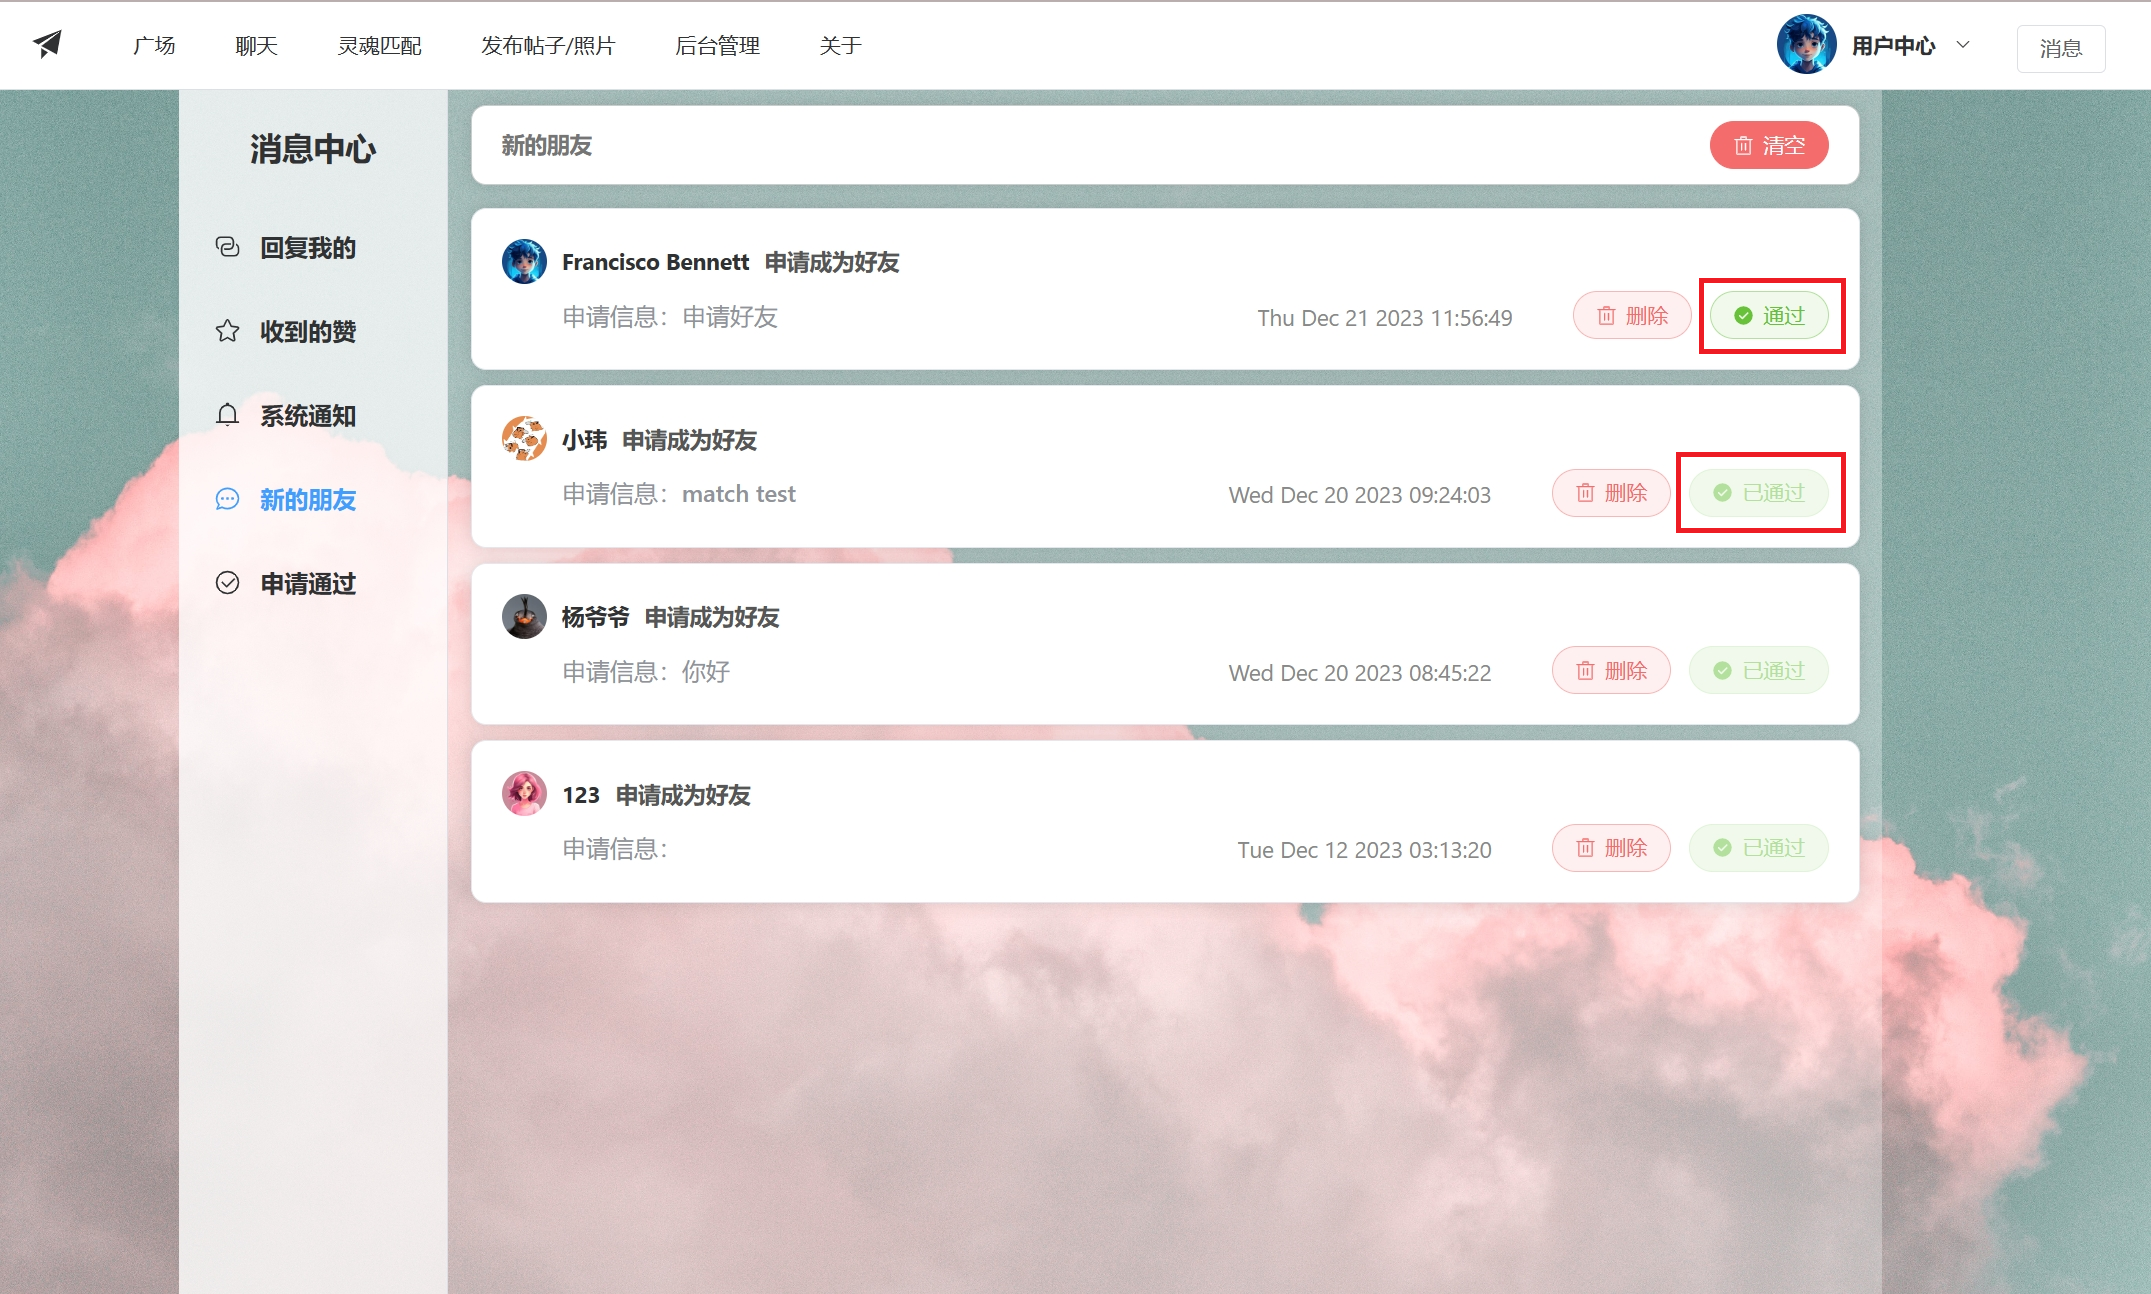 广场 聊天 灵魂匹配 发布帖子/照片 后台管理 关于 用户中心 消息
消息中心
回复我的
收到的赞
系统通知
新的朋友
申请通过
新的朋友 清空
Francisco Bennett 申请成为好友
申请信息：申请好友 Thu Dec 21 2023 11:56:49 删除 通过
小玮 申请成为好友
申请信息：match test Wed Dec 20 2023 09:24:03 删除 已通过
杨爷爷 申请成为好友
申请信息：你好 Wed Dec 20 2023 08:45:22 删除 已通过
123 申请成为好友
申请信息： Tue Dec 12 2023 03:13:20 删除 已通过